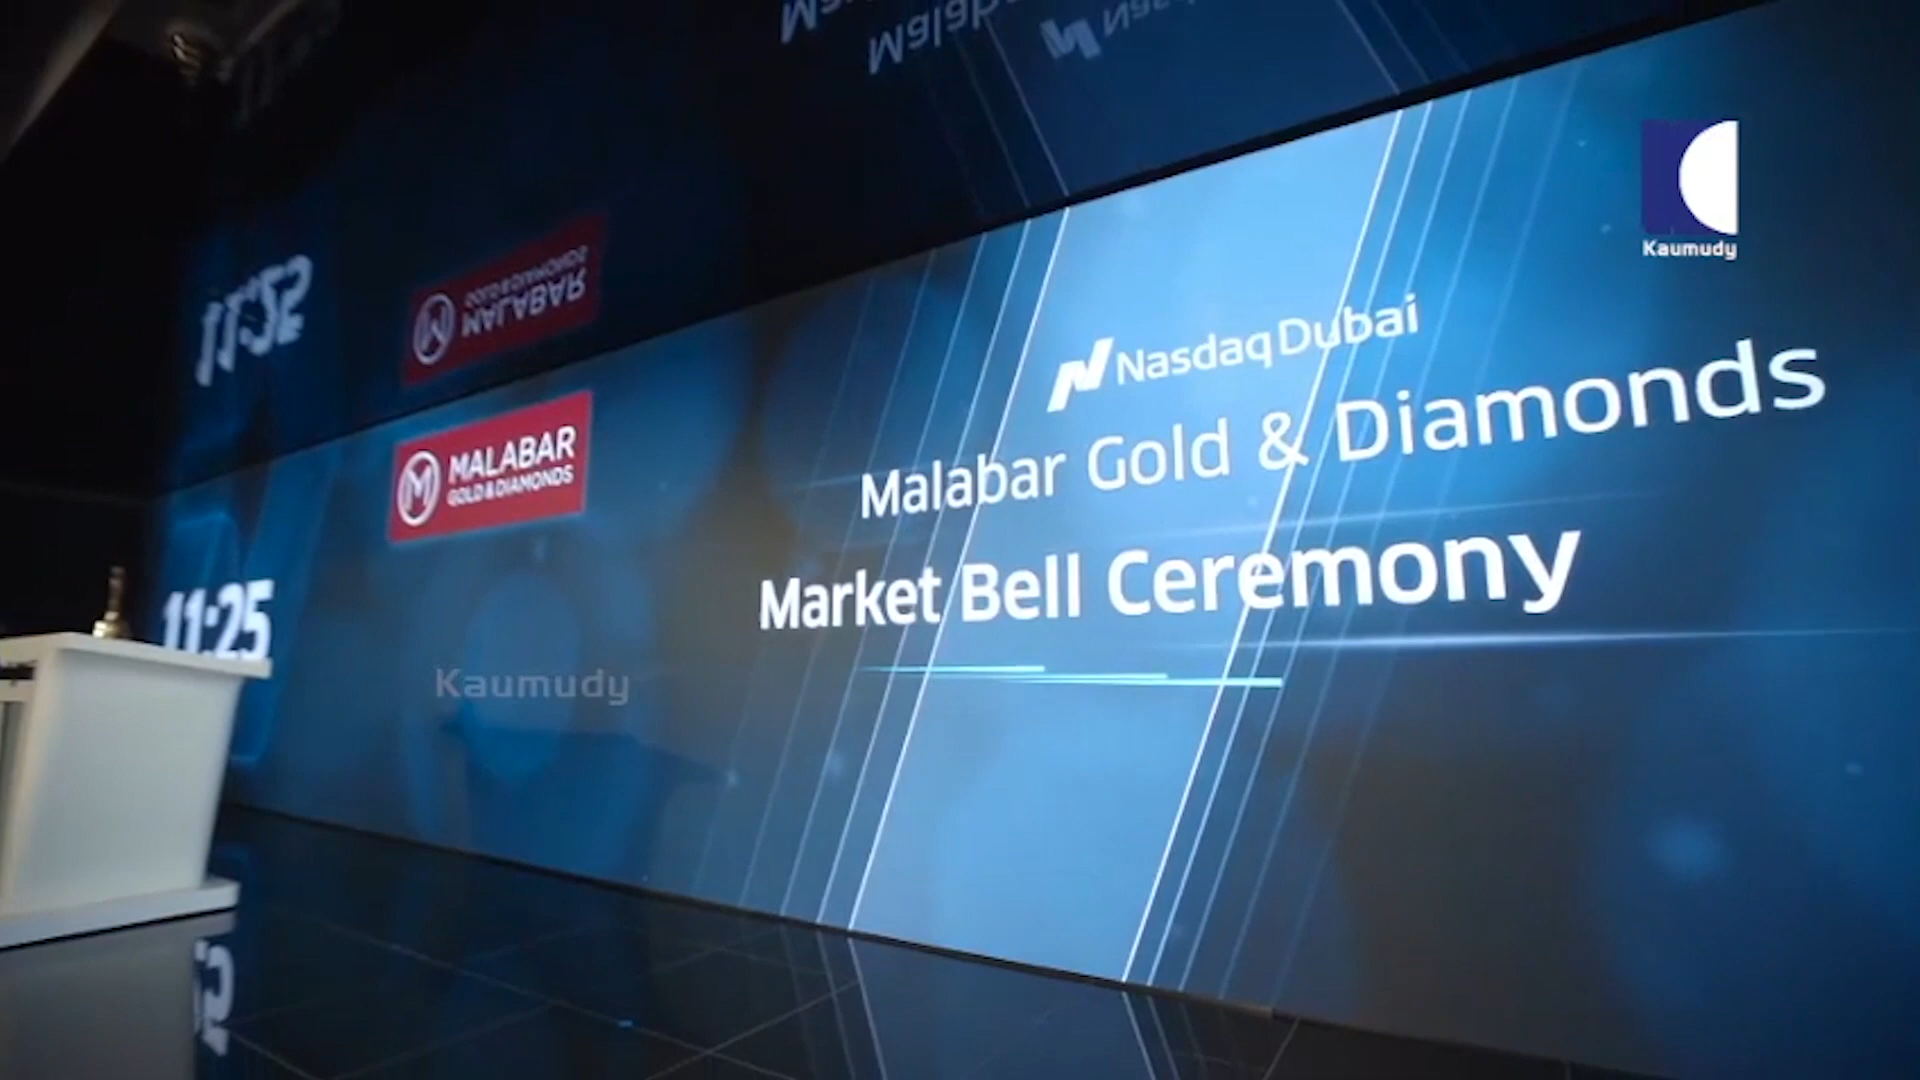 Kaumudy
Nasdaq Dubai
Malabar Gold & Diamonds
Market Bell Ceremony
MALABAR
GOLD & DIAMONDS
11:25
Kaumudy